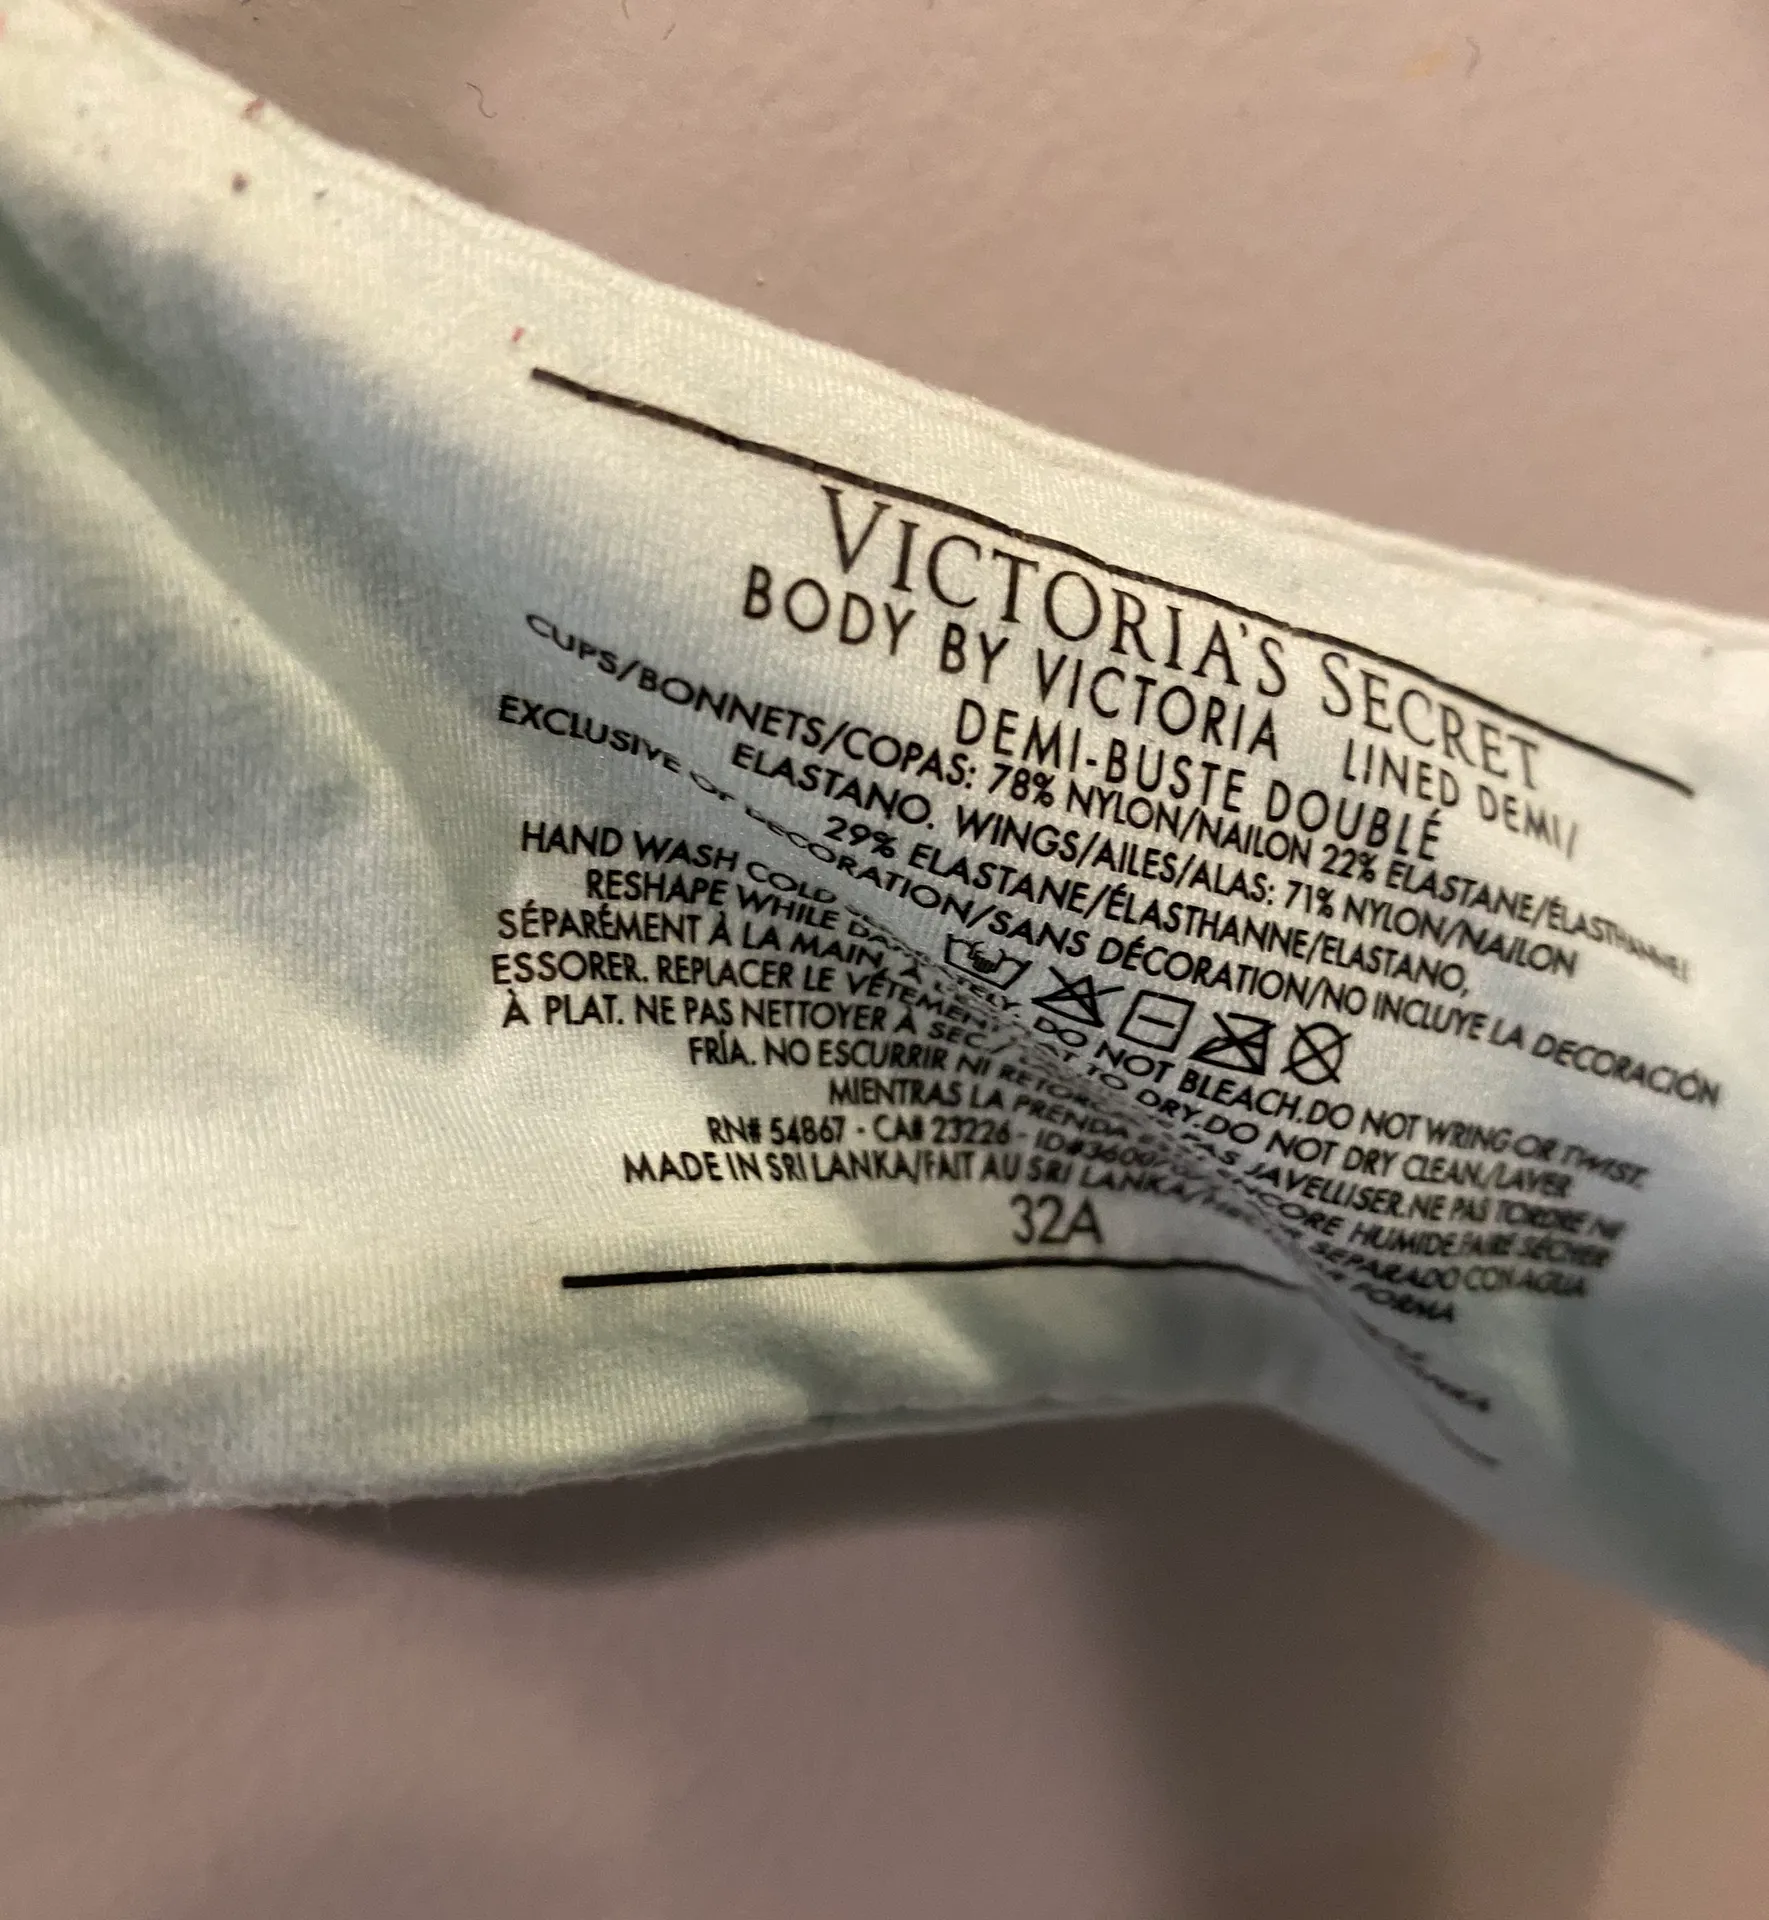 VICTORIA'S SECRET
BODY BY VICTORIA LINED DEMI/
DEMI-BUSTE DOUBLÉ
CUPS/BONNETS/COPAS: 78% NYLON/NAILON 22% ELASTANE/ÉLASTHANNE/
ELASTANO. WINGS/AILES/ALAS: 71% NYLON/NAILON
29% ELASTANE/ÉLASTHANNE/ELASTANO,
EXCLUSIVE OF DECORATION/SANS DÉCORATION/NO INCLUYE LA DECORACIÓN
HAND WASH COLD DO NOT BLEACH.DO NOT WRING OR TWIST.
RESHAPE WHILE TO DRY.DO NOT DRY CLEAN./LAVER
SÉPARÉMENT À LA MAIN, À PAS JAVELLISER.NE PAS TORDRE NI
ESSORER. REPLACER LE VÊTEMENT ENCORE HUMIDE.FAIRE SÉCHER
À PLAT. NE PAS NETTOYER À SEC./ SEPARADO CON AGUA
FRÍA. NO ESCURRIR NI FORMA
MIENTRAS LA PRENDA
RN# 54867 - CA# 23226 -
MADE IN SRI LANKA/FAIT AU SRI LANKA/
32A